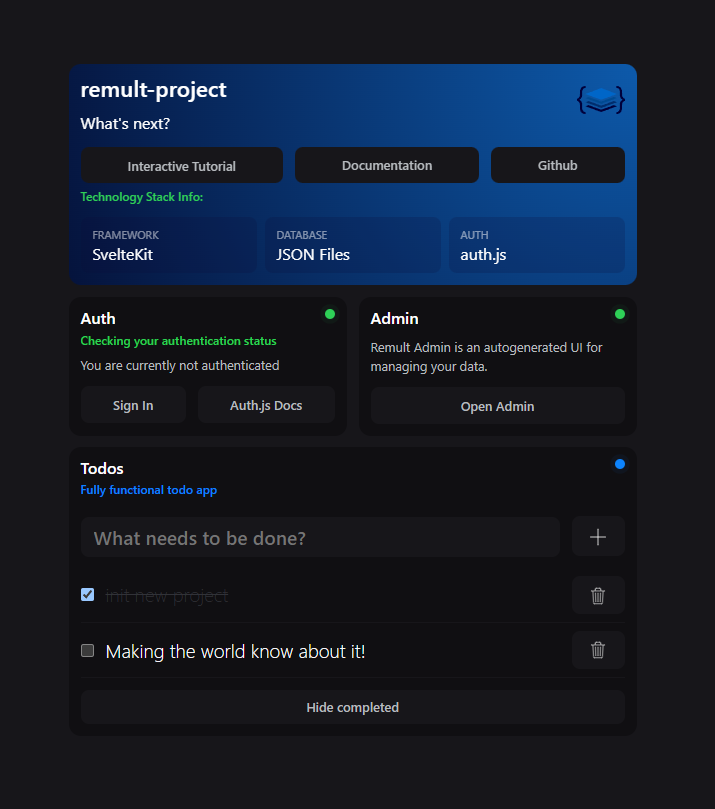 remult-project
What's next?
Interactive Tutorial
Documentation
Github
Technology Stack Info:
FRAMEWORK
SvelteKit
DATABASE
JSON Files
AUTH
auth.js
Auth
Checking your authentication status
You are currently not authenticated
Sign In
Auth.js Docs
Admin
Remult Admin is an autogenerated UI for
managing your data.
Open Admin
Todos
Fully functional todo app
What needs to be done?
init new project
Making the world know about it!
Hide completed